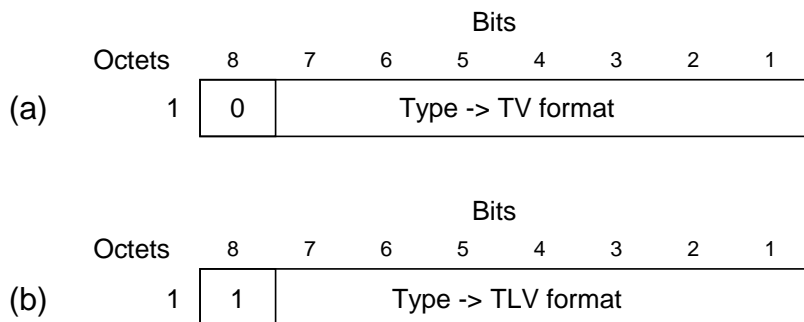 Bits
Octets 8 7 6 5 4 3 2 1
(a) 1 0 Type -> TV format
Bits
Octets 8 7 6 5 4 3 2 1
(b) 1 1 Type -> TLV format